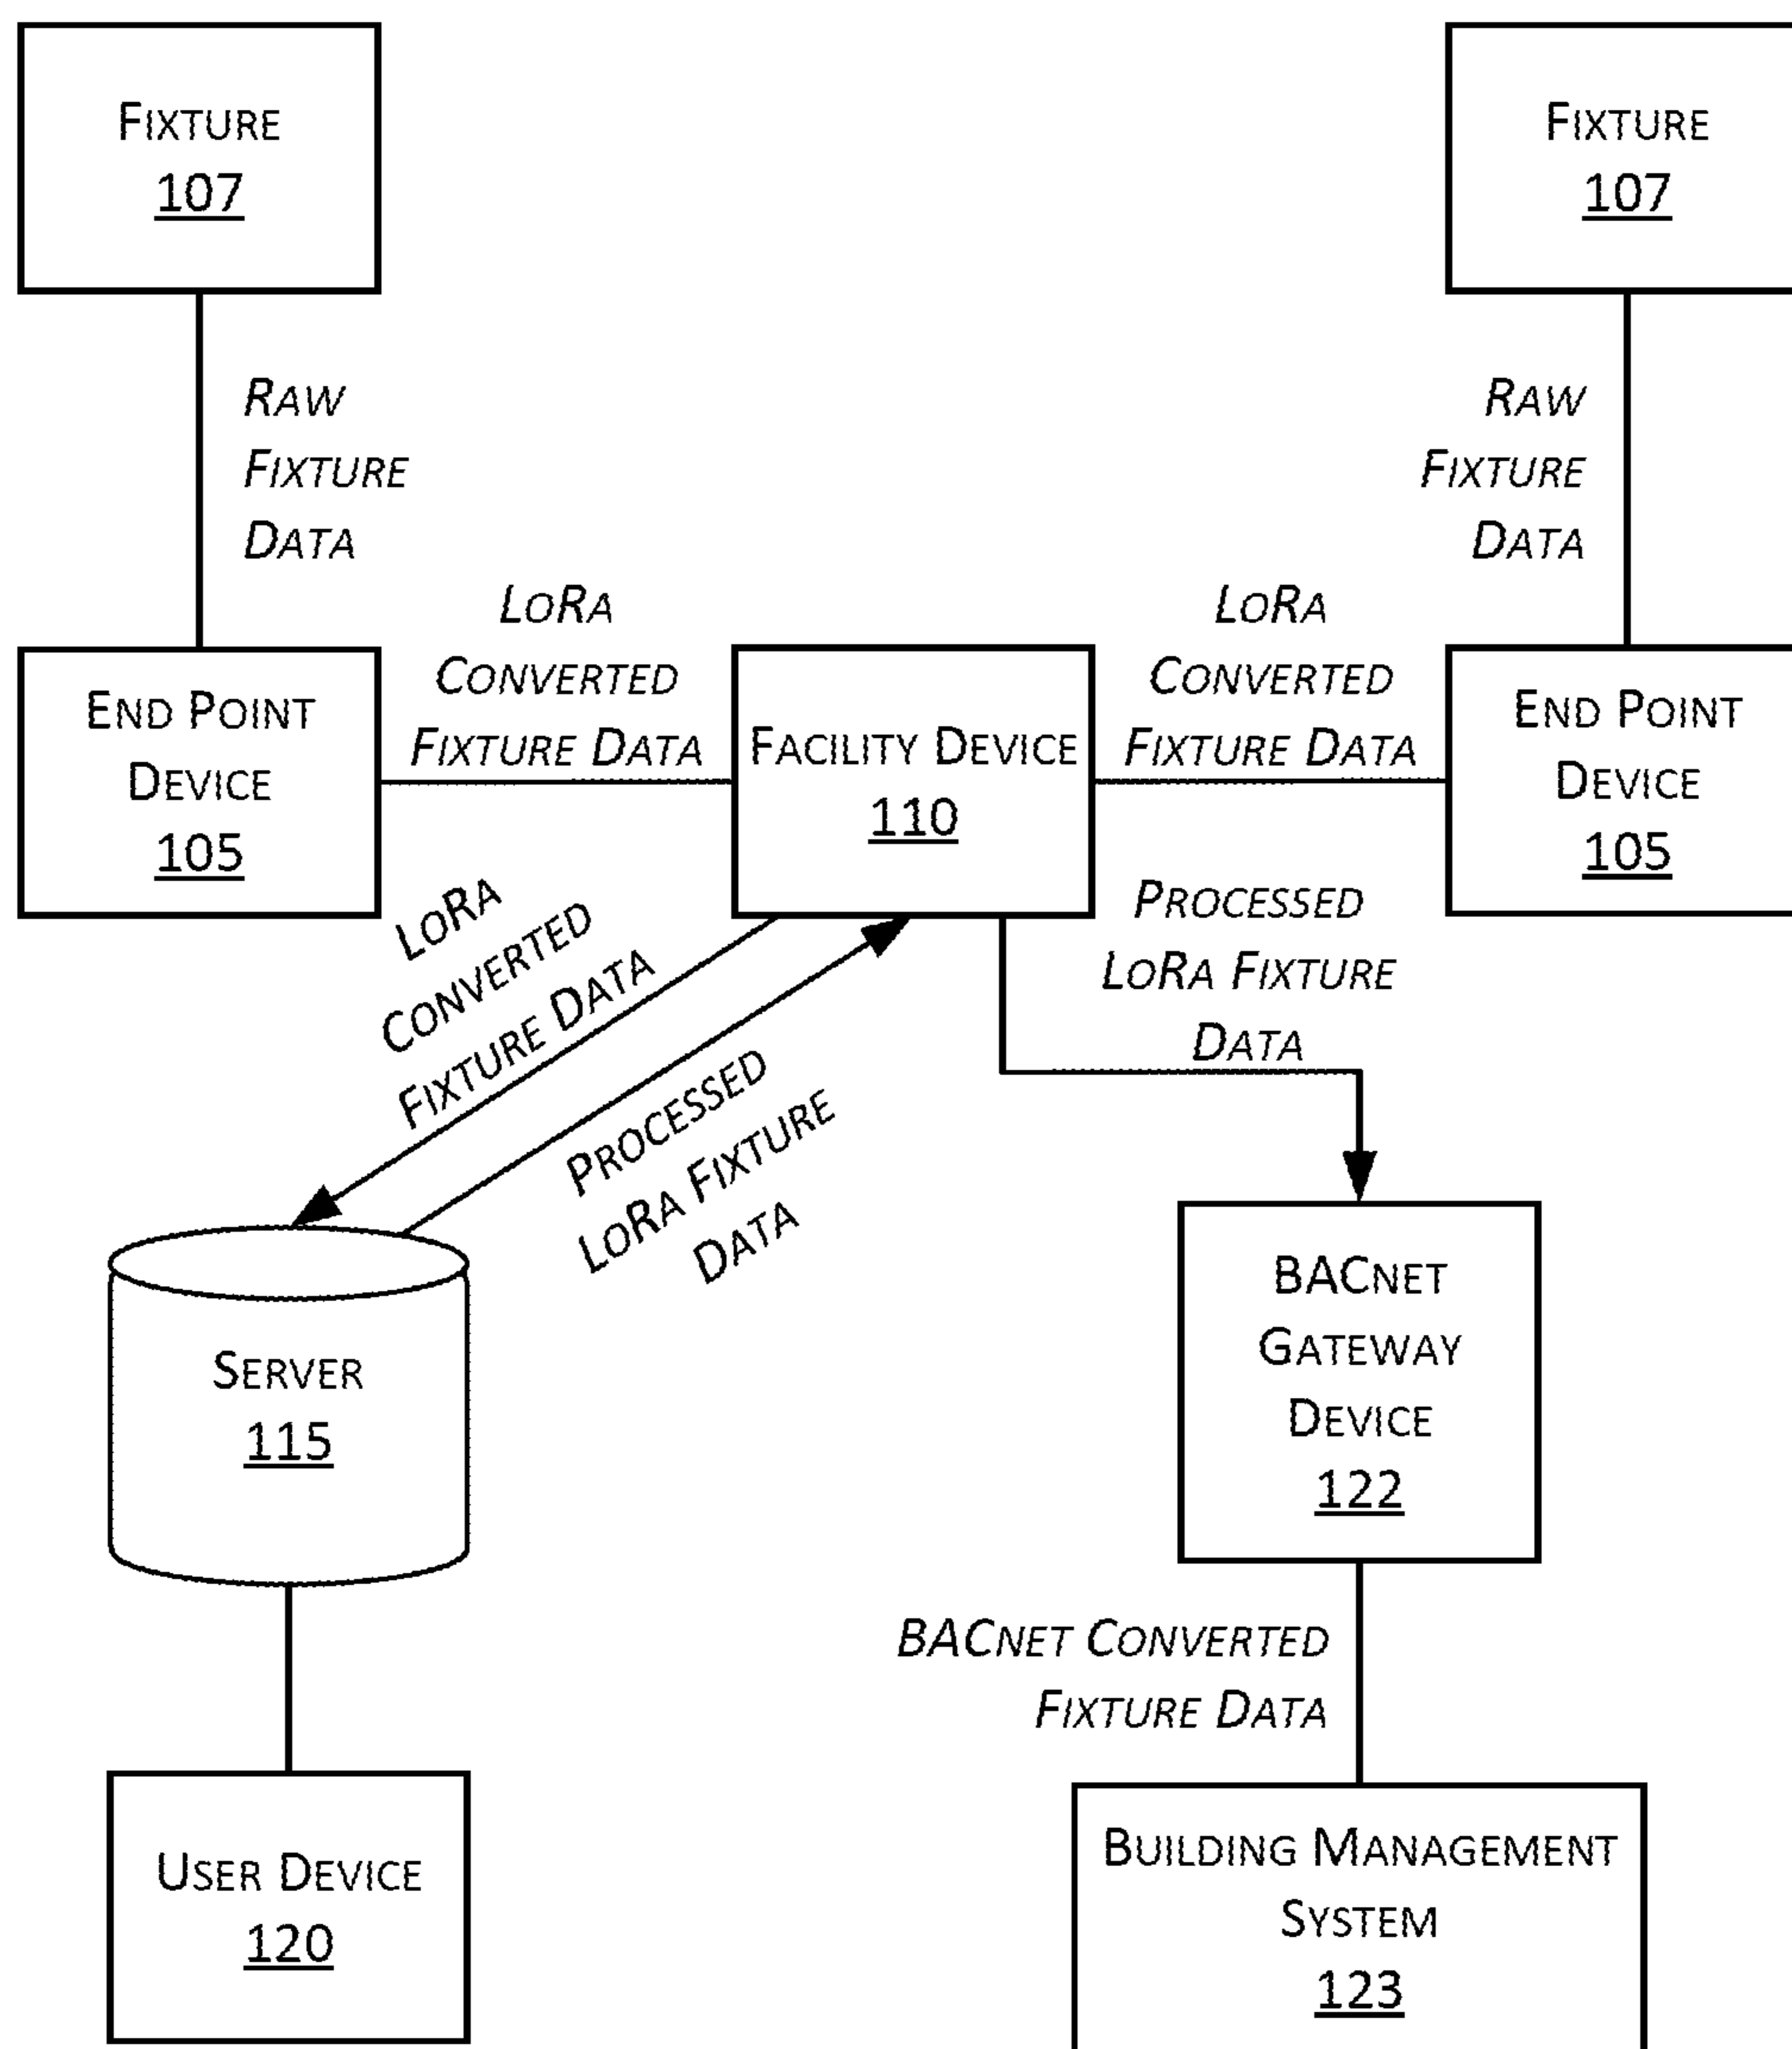 FIXTURE
107
FIXTURE
107
RAW
FIXTURE
DATA
RAW
FIXTURE
DATA
END POINT
DEVICE
105
LORA
CONVERTED
FIXTURE DATA
FACILITY DEVICE
110
LORA
CONVERTED
FIXTURE DATA
END POINT
DEVICE
105
LORA
CONVERTED
FIXTURE DATA
PROCESSED
LORA FIXTURE
DATA
PROCESSED
LORA FIXTURE
DATA
SERVER
115
BACNET
GATEWAY
DEVICE
122
BACNET CONVERTED
FIXTURE DATA
USER DEVICE
120
BUILDING MANAGEMENT
SYSTEM
123